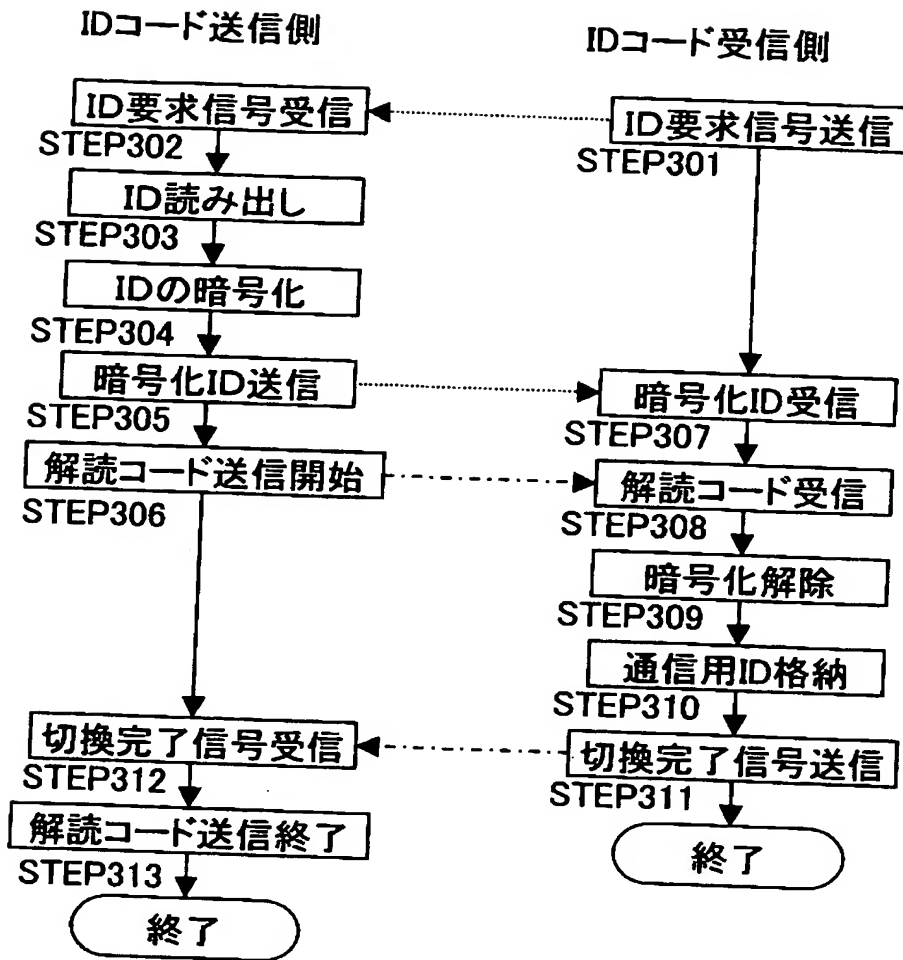 IDコード送信側
IDコード受信側
ID要求信号受信
STEP302
ID要求信号送信
STEP301
ID読み出し
STEP303
IDの暗号化
STEP304
暗号化ID送信
STEP305
暗号化ID受信
STEP307
解読コード送信開始
STEP306
解読コード受信
STEP308
暗号化解除
STEP309
通信用ID格納
STEP310
切換完了信号受信
STEP312
切換完了信号送信
STEP311
解読コード送信終了
STEP313
終了
終了